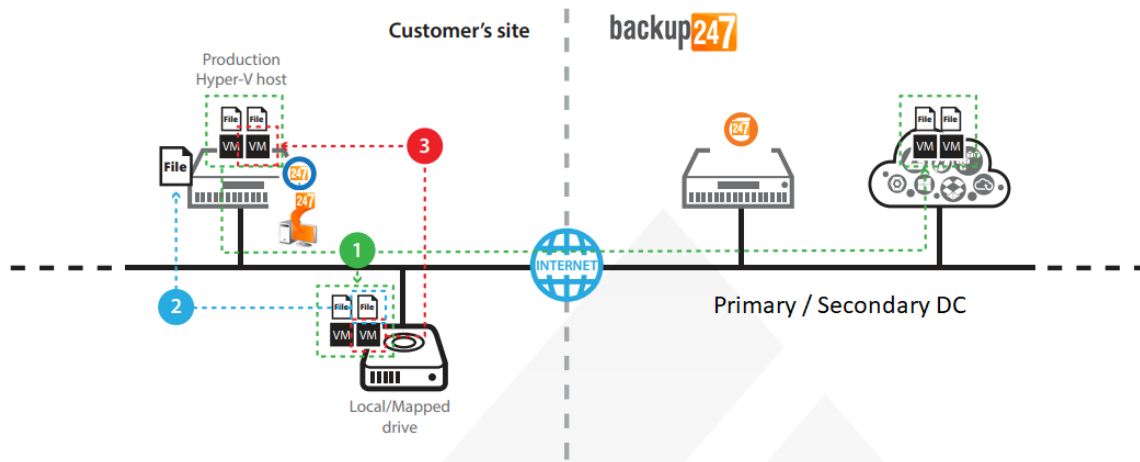 Customer's site
backup247
Production
Hyper-V host
File
File
VM
VM
3
File
247
247
247
File
File
VM
VM
1
INTERNET
2
File
File
VM
VM
Primary / Secondary DC
Local/Mapped
drive